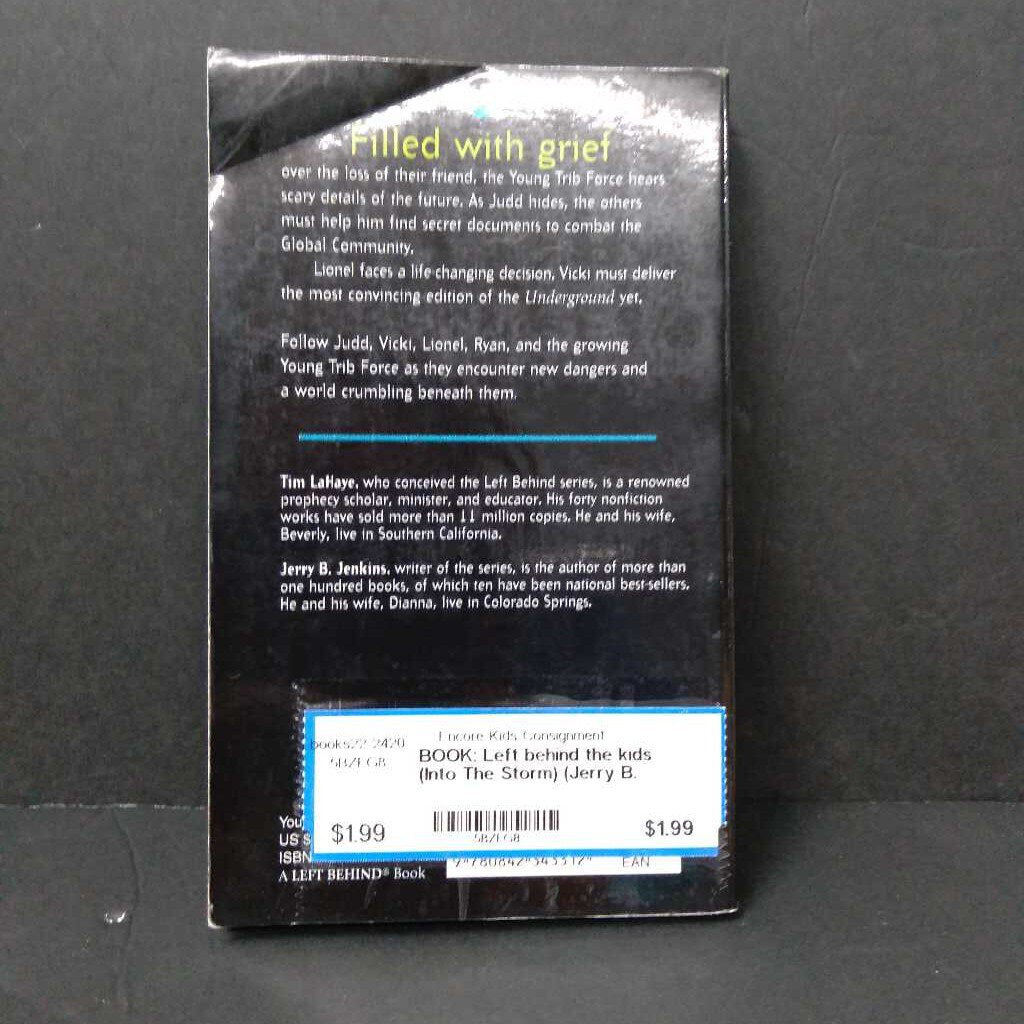 Filled with grief
over the loss of their friend, the Young Trib Force hears
scary details of the future. As Judd hides, the others
must help him find secret documents to combat the
Global Community.
Lionel faces a life-changing decision. Vicki must deliver
the most convincing edition of the Underground yet.
Follow Judd, Vicki, Lionel, Ryan, and the growing
Young Trib Force as they encounter new dangers and
a world crumbling beneath them.
Tim LaHaye, who conceived the Left Behind series, is a renowned
prophecy scholar, minister, and educator. His forty nonfiction
works have sold more than 11 million copies. He and his wife,
Beverly, live in Southern California.
Jerry B. Jenkins, writer of the series, is the author of more than
one hundred books, of which ten have been national best-sellers.
He and his wife, Dianna, live in Colorado Springs.
Encore Kids Consignment
BOOK: Left behind the kids
(Into The Storm) (Jerry B.
$1.99
$1.99
You
US $
ISBN
EAN
A LEFT BEHIND® Book